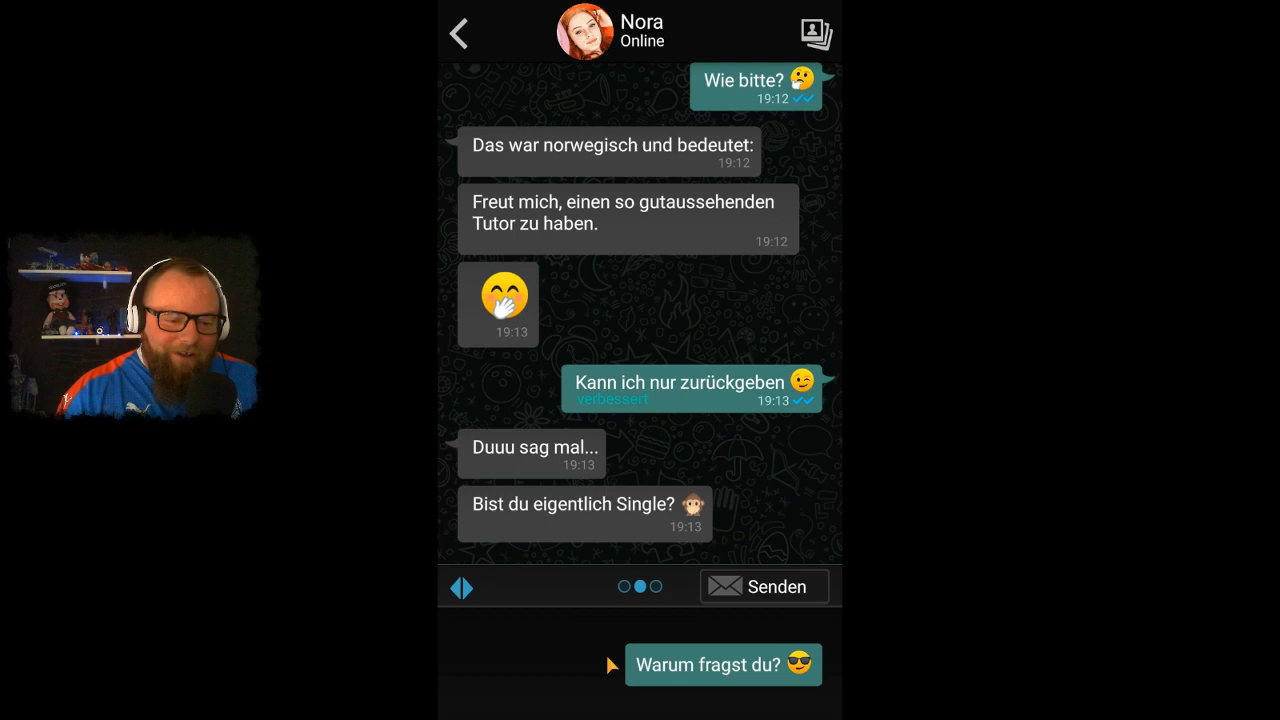 Nora
Online
Wie bitte? 🤔
19:12
Das war norwegisch und bedeutet:
19:12
Freut mich, einen so gutaussehenden
Tutor zu haben.
19:12
🤭
19:13
Kann ich nur zurückgeben 😉
verbessert 19:13
Duuu sag mal...
19:13
Bist du eigentlich Single? 🙊
19:13
Senden
Warum fragst du? 😎